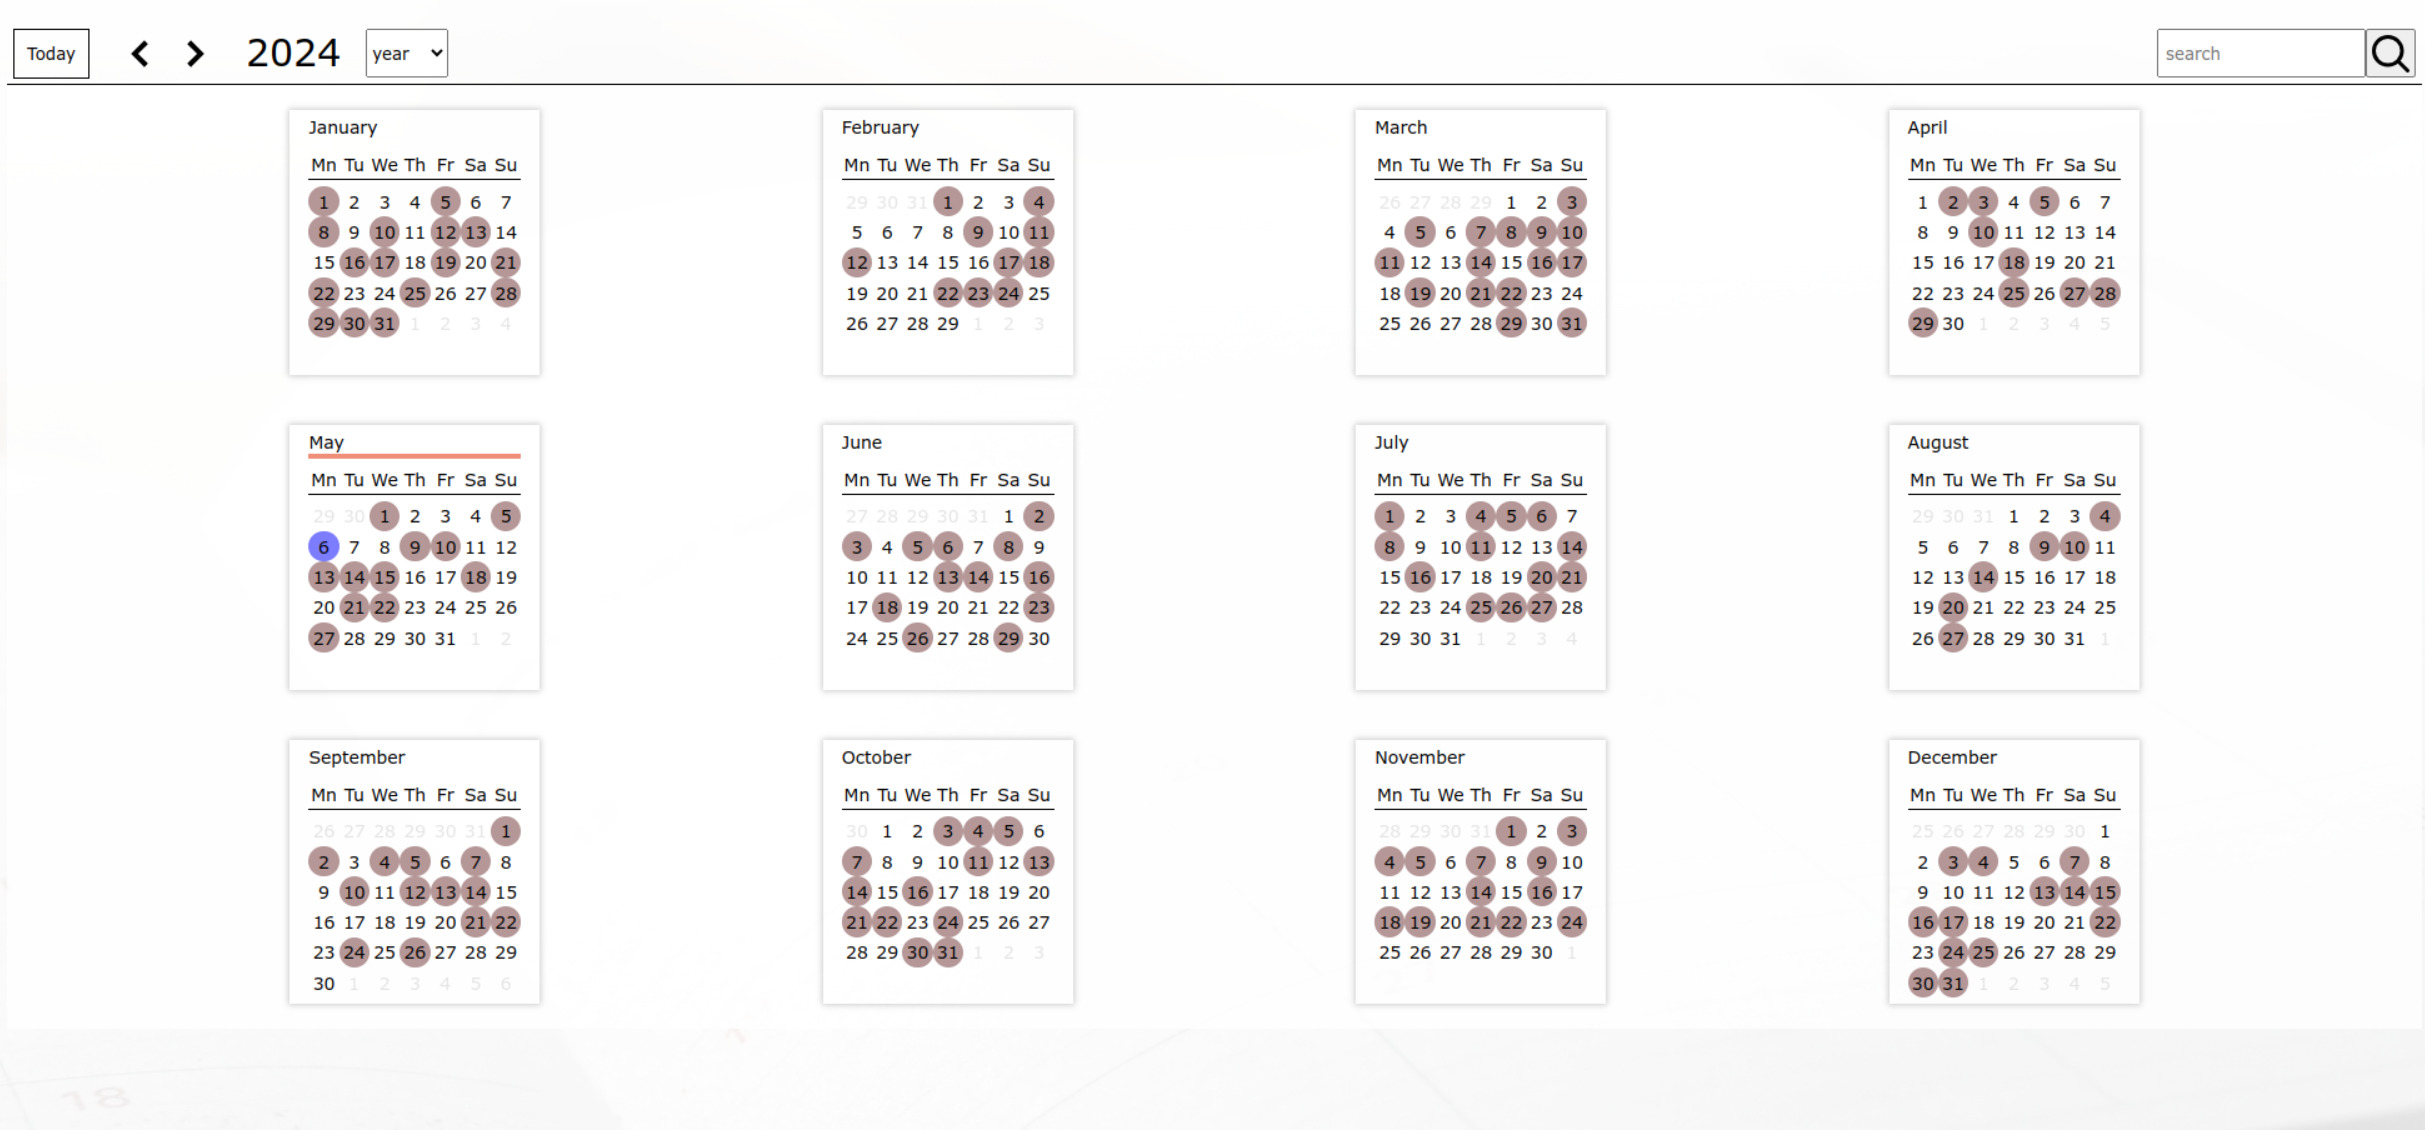 Today 2024 year search
January
Mn Tu We Th Fr Sa Su
1 2 3 4 5 6 7
8 9 10 11 12 13 14
15 16 17 18 19 20 21
22 23 24 25 26 27 28
29 30 31 1 2 3 4
February
Mn Tu We Th Fr Sa Su
29 30 31 1 2 3 4
5 6 7 8 9 10 11
12 13 14 15 16 17 18
19 20 21 22 23 24 25
26 27 28 29 1 2 3
March
Mn Tu We Th Fr Sa Su
26 27 28 29 1 2 3
4 5 6 7 8 9 10
11 12 13 14 15 16 17
18 19 20 21 22 23 24
25 26 27 28 29 30 31
April
Mn Tu We Th Fr Sa Su
1 2 3 4 5 6 7
8 9 10 11 12 13 14
15 16 17 18 19 20 21
22 23 24 25 26 27 28
29 30 1 2 3 4 5
May
Mn Tu We Th Fr Sa Su
29 30 1 2 3 4 5
6 7 8 9 10 11 12
13 14 15 16 17 18 19
20 21 22 23 24 25 26
27 28 29 30 31 1 2
June
Mn Tu We Th Fr Sa Su
27 28 29 30 31 1 2
3 4 5 6 7 8 9
10 11 12 13 14 15 16
17 18 19 20 21 22 23
24 25 26 27 28 29 30
July
Mn Tu We Th Fr Sa Su
1 2 3 4 5 6 7
8 9 10 11 12 13 14
15 16 17 18 19 20 21
22 23 24 25 26 27 28
29 30 31 1 2 3 4
August
Mn Tu We Th Fr Sa Su
29 30 31 1 2 3 4
5 6 7 8 9 10 11
12 13 14 15 16 17 18
19 20 21 22 23 24 25
26 27 28 29 30 31 1
September
Mn Tu We Th Fr Sa Su
26 27 28 29 30 31 1
2 3 4 5 6 7 8
9 10 11 12 13 14 15
16 17 18 19 20 21 22
23 24 25 26 27 28 29
30 1 2 3 4 5 6
October
Mn Tu We Th Fr Sa Su
30 1 2 3 4 5 6
7 8 9 10 11 12 13
14 15 16 17 18 19 20
21 22 23 24 25 26 27
28 29 30 31 1 2 3
November
Mn Tu We Th Fr Sa Su
28 29 30 31 1 2 3
4 5 6 7 8 9 10
11 12 13 14 15 16 17
18 19 20 21 22 23 24
25 26 27 28 29 30 1
December
Mn Tu We Th Fr Sa Su
25 26 27 28 29 30 1
2 3 4 5 6 7 8
9 10 11 12 13 14 15
16 17 18 19 20 21 22
23 24 25 26 27 28 29
30 31 1 2 3 4 5
18